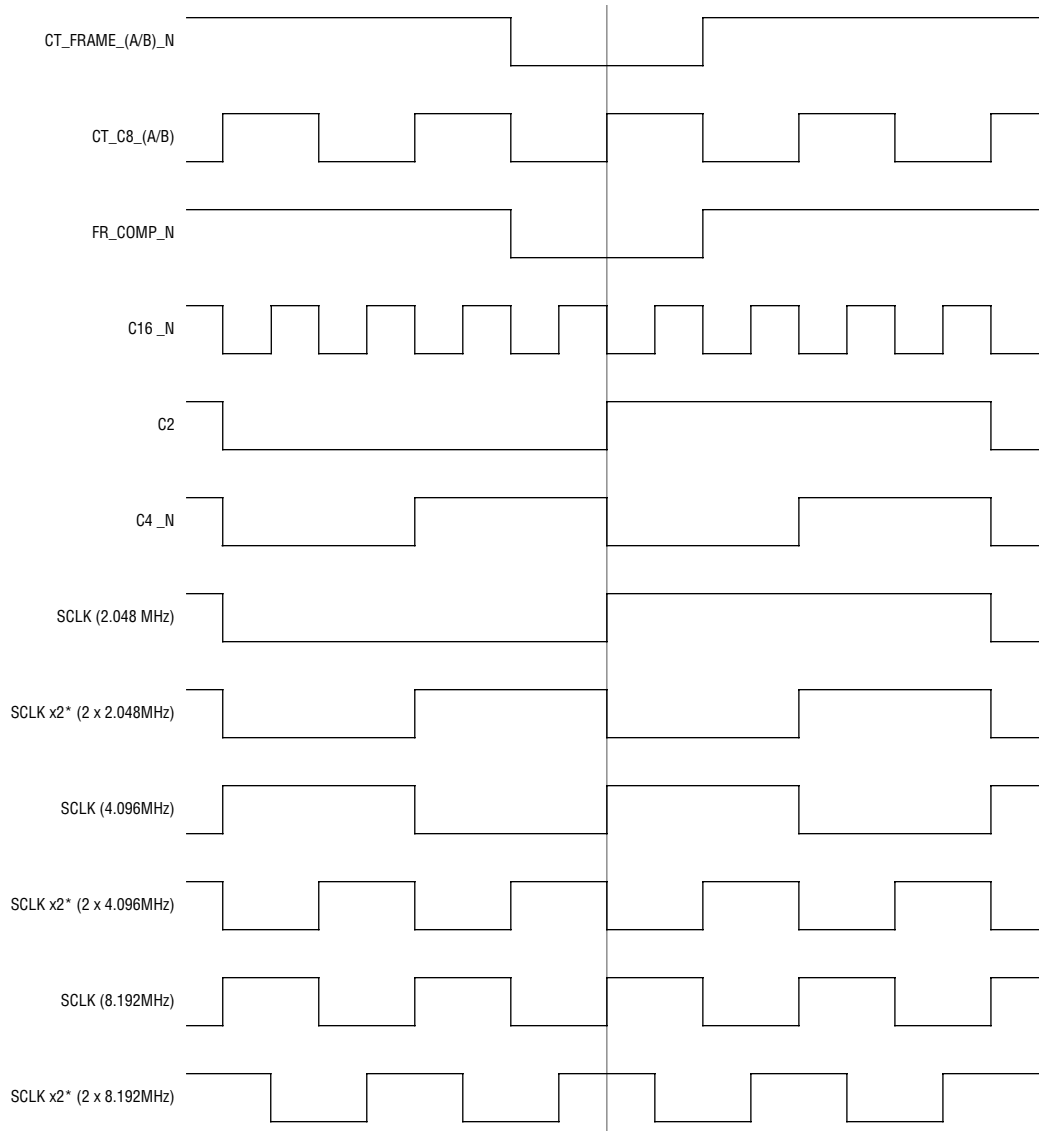 CT_FRAME_(A/B)_N
CT_C8_(A/B)
FR_COMP_N
C16 _N
C2
C4 _N
SCLK (2.048 MHz)
SCLK x2* (2 x 2.048MHz)
SCLK (4.096MHz)
SCLK x2* (2 x 4.096MHz)
SCLK (8.192MHz)
SCLK x2* (2 x 8.192MHz)